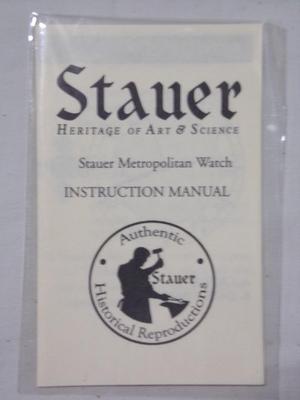 Stauer
HERITAGE OF ART & SCIENCE
Stauer Metropolitan Watch
INSTRUCTION MANUAL
Authentic
Stauer
Historical Reproductions